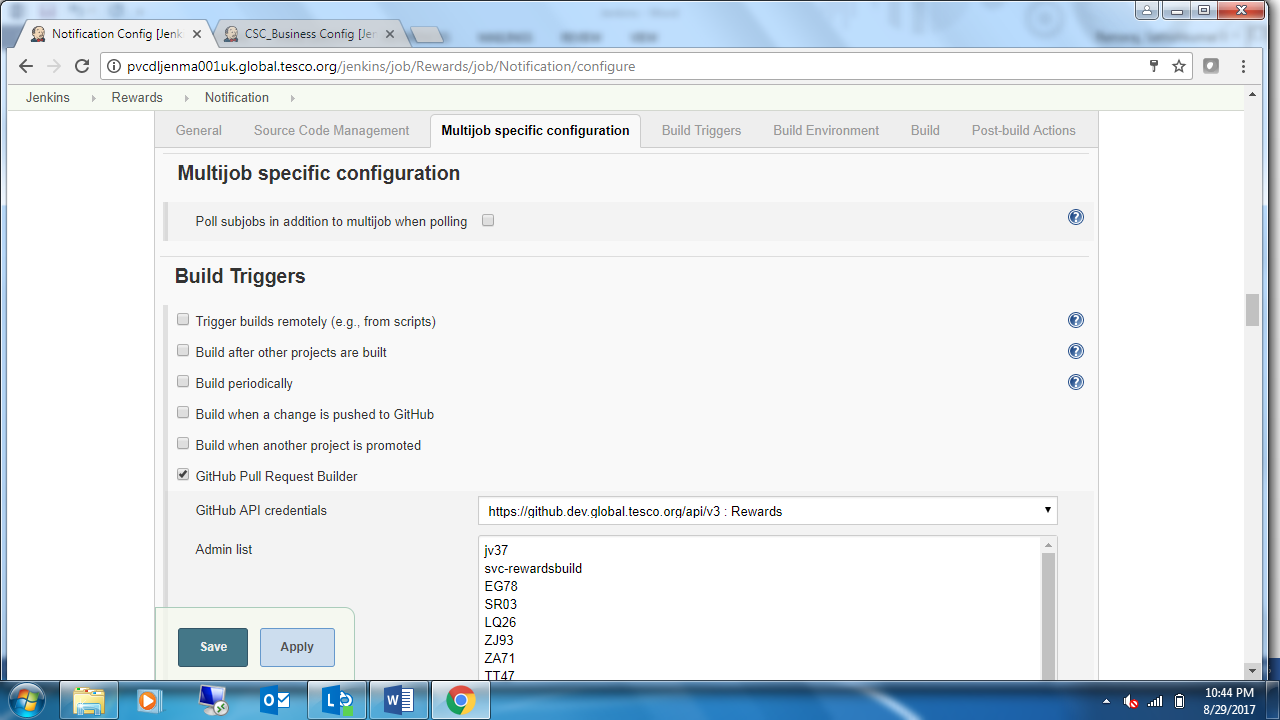 Notification Config [Jenk
CSC_Business Config [Jen
pvcdljenma001uk.global.tesco.org/jenkins/job/Rewards/job/Notification/configure
Jenkins
Rewards
Notification
General
Source Code Management
Multijob specific configuration
Build Triggers
Build Environment
Build
Post-build Actions
Multijob specific configuration
Poll subjobs in addition to multijob when polling
Build Triggers
Trigger builds remotely (e.g., from scripts)
Build after other projects are built
Build periodically
Build when a change is pushed to GitHub
Build when another project is promoted
GitHub Pull Request Builder
GitHub API credentials
https://github.dev.global.tesco.org/api/v3 : Rewards
Admin list
jv37
svc-rewardsbuild
EG78
SR03
LQ26
ZJ93
ZA71
TT47
Save
Apply
10:44 PM
8/29/2017